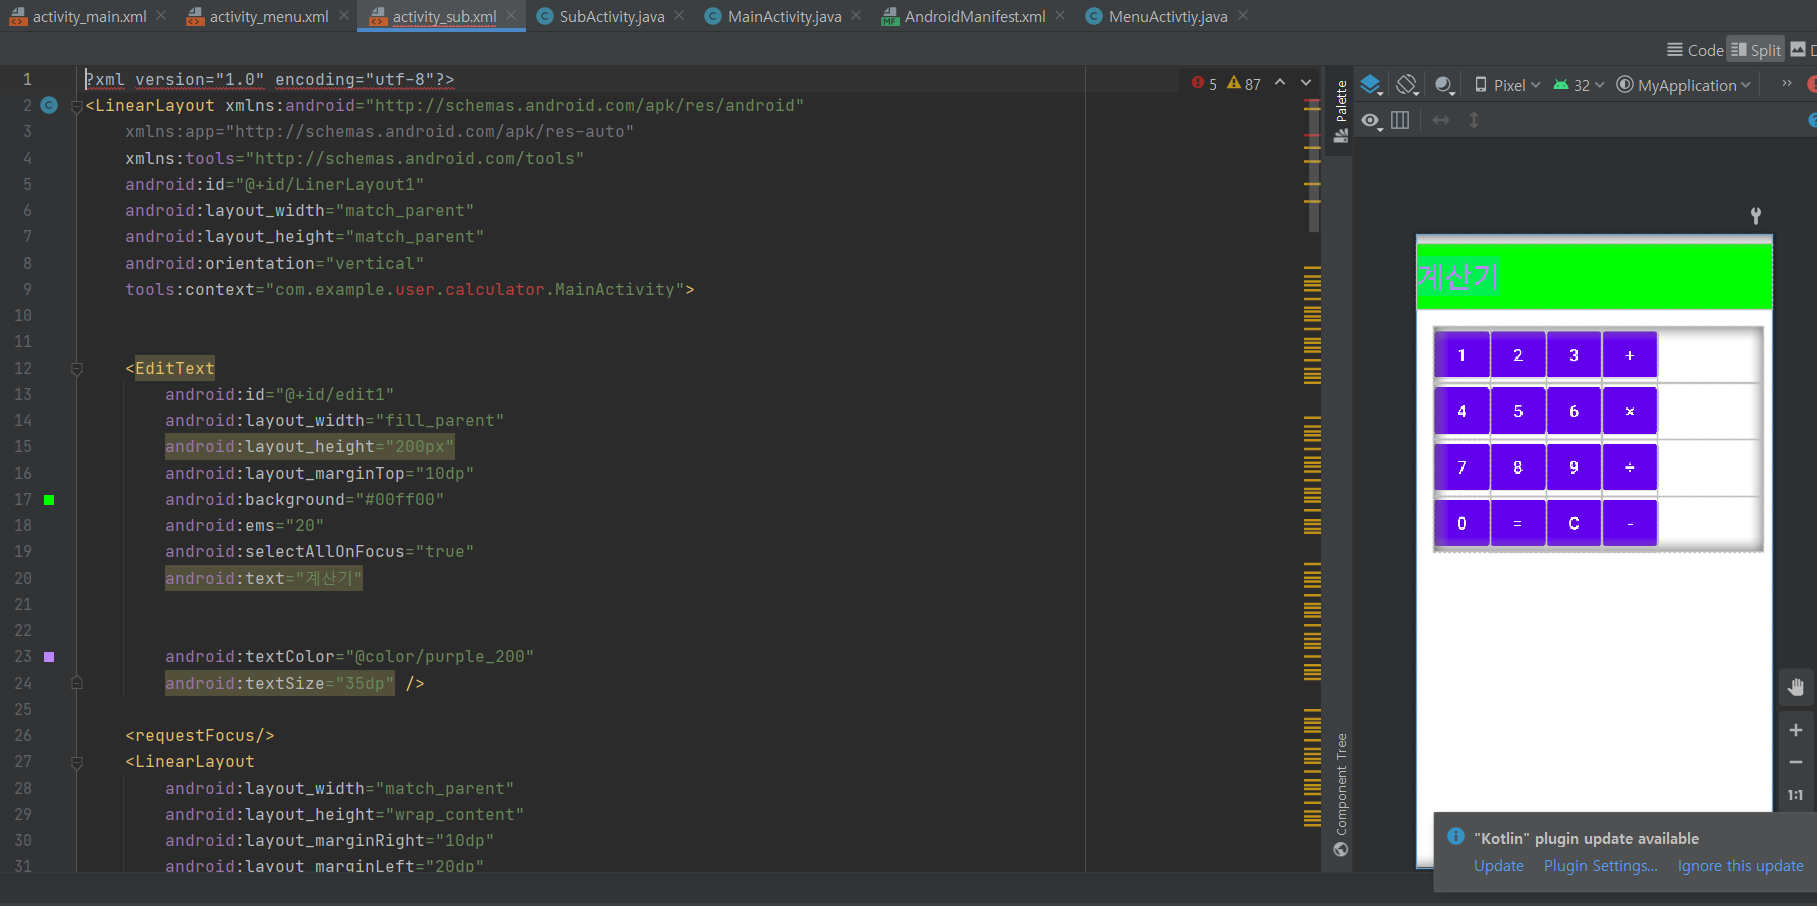 activity_main.xml
activity_menu.xml
activity_sub.xml
SubActivity.java
MainActivity.java
AndroidManifest.xml
MenuActivtiy.java
Code
Split
1 ?xml version="1.0" encoding="utf-8"?>
2 <LinearLayout xmlns:android="http://schemas.android.com/apk/res/android"
3 xmlns:app="http://schemas.android.com/apk/res-auto"
4 xmlns:tools="http://schemas.android.com/tools"
5 android:id="@+id/LinerLayout1"
6 android:layout_width="match_parent"
7 android:layout_height="match_parent"
8 android:orientation="vertical"
9 tools:context="com.example.user.calculator.MainActivity">
10
11
12 <EditText
13 android:id="@+id/edit1"
14 android:layout_width="fill_parent"
15 android:layout_height="200px"
16 android:layout_marginTop="10dp"
17 android:background="#00ff00"
18 android:ems="20"
19 android:selectAllOnFocus="true"
20 android:text="계산기"
21
22
23 android:textColor="@color/purple_200"
24 android:textSize="35dp" />
25
26 <requestFocus/>
27 <LinearLayout
28 android:layout_width="match_parent"
29 android:layout_height="wrap_content"
30 android:layout_marginRight="10dp"
31 android:layout_marginLeft="20dp"
5 87
Palette
Component Tree
Pixel
32
MyApplication
계산기
1 2 3 +
4 5 6 ×
7 8 9 ÷
0 = C -
1:1
"Kotlin" plugin update available
Update Plugin Settings... Ignore this update